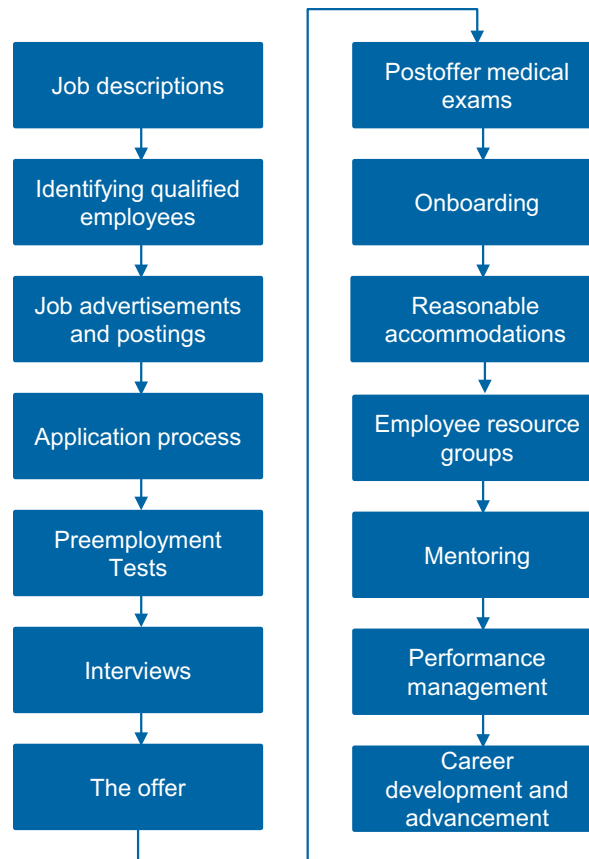 Job descriptions
Identifying qualified
employees
Job advertisements
and postings
Application process
Preemployment
Tests
Interviews
The offer
Postoffer medical
exams
Onboarding
Reasonable
accommodations
Employee resource
groups
Mentoring
Performance
management
Career
development and
advancement